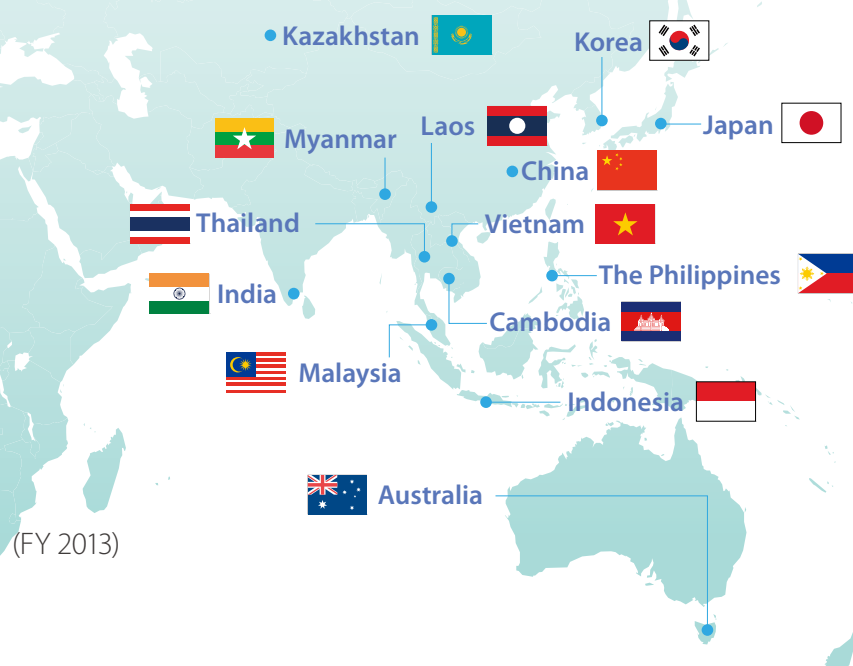 Kazakhstan
Korea
Japan
Myanmar
Laos
China
Thailand
Vietnam
The Philippines
India
Cambodia
Malaysia
Indonesia
Australia
(FY 2013)